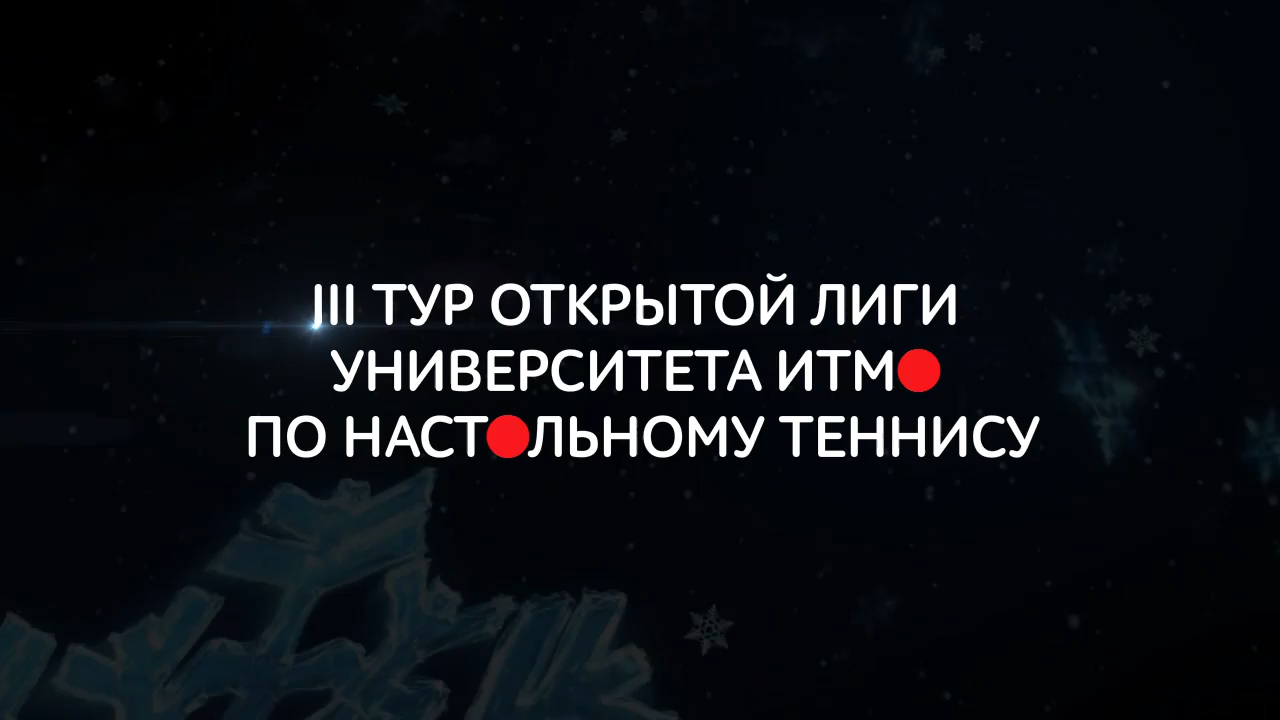 III ТУР ОТКРЫТОЙ ЛИГИ
УНИВЕРСИТЕТА ИТМО
ПО НАСТОЛЬНОМУ ТЕННИСУ